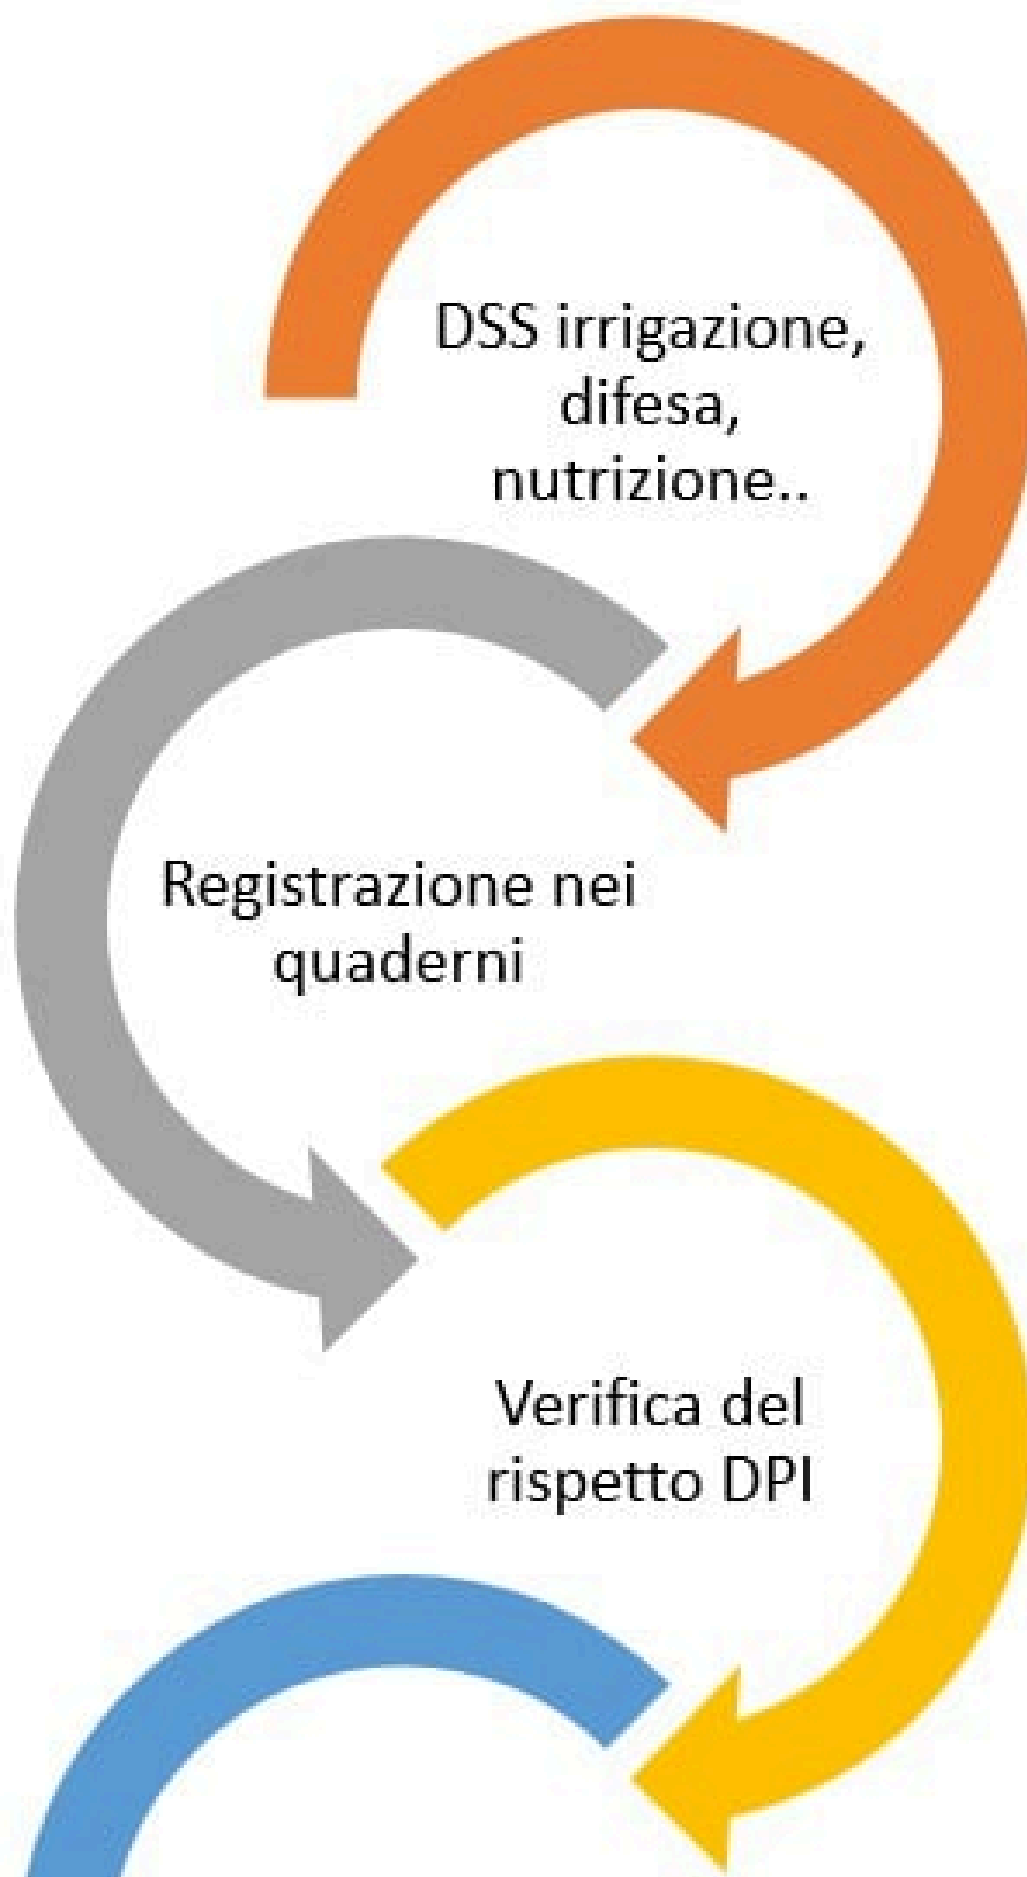 DSS irrigazione,
difesa,
nutrizione..
Registrazione nei
quaderni
Verifica del
rispetto DPI